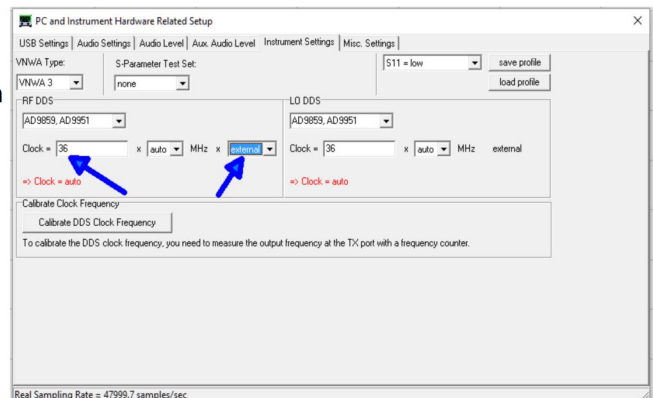 PC and Instrument Hardware Related Setup
USB Settings Audio Settings Audio Level Aux. Audio Level Instrument Settings Misc. Settings
VNWA Type: S-Parameter Test Set: S11 = low save profile
VNWA 3 none load profile
RF DDS LO DDS
AD9859, AD9951 AD9859, AD9951
Clock = 36 x auto MHz x external Clock = 36 x auto MHz external
=> Clock = auto => Clock = auto
Calibrate Clock Frequency
Calibrate DDS Clock Frequency
To calibrate the DDS clock frequency, you need to measure the output frequency at the TX port with a frequency counter.
Real Sampling Rate = 47999.7 samples/sec